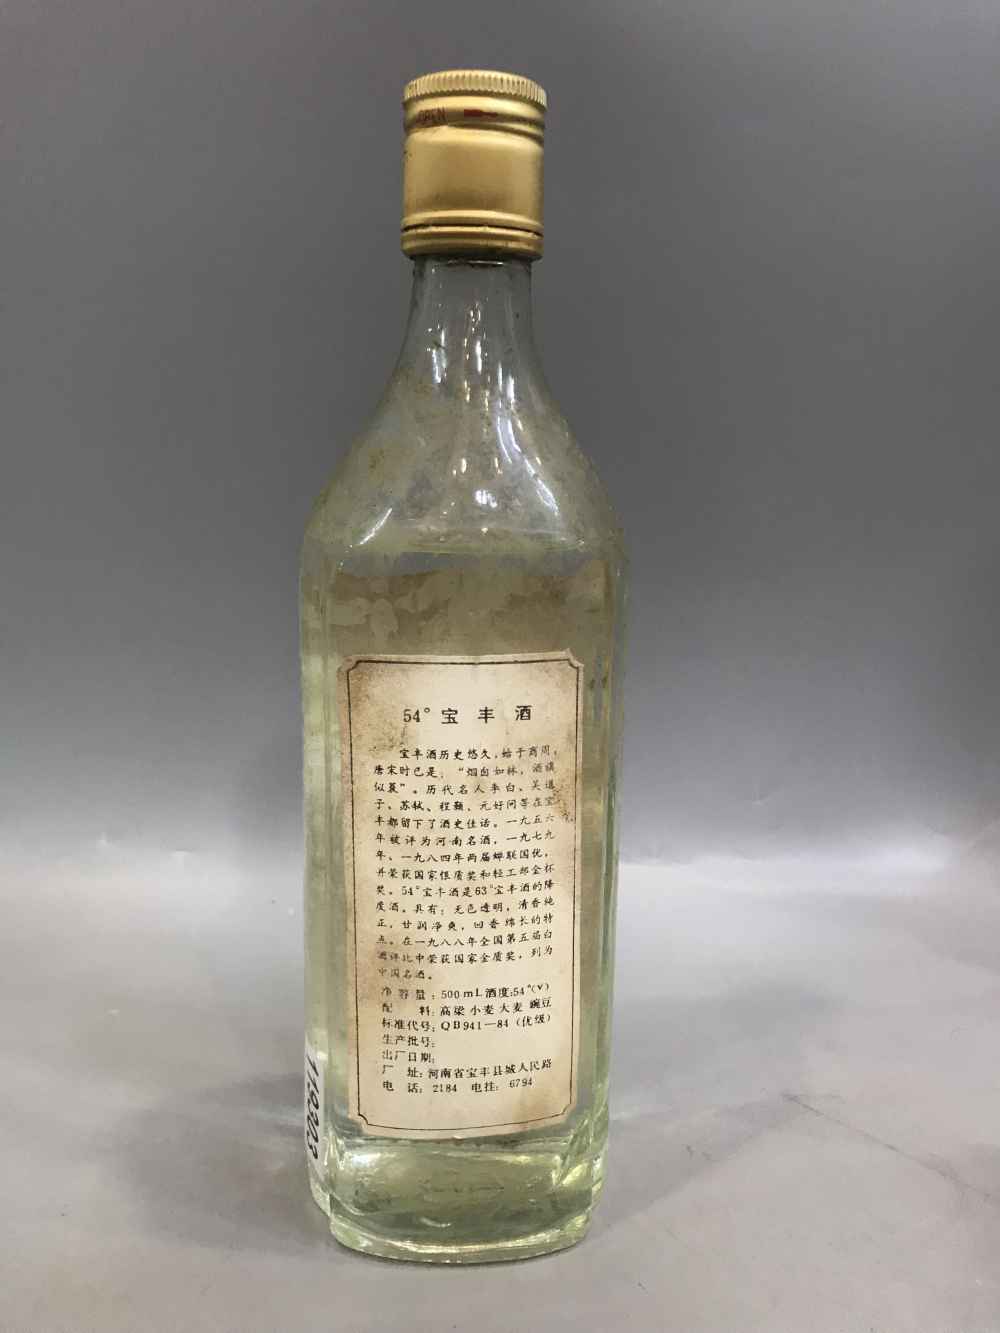 OPEN
54°宝丰酒
宝丰酒历史悠久，始于商周，
唐宋时已是：“烟囱如林，酒旗
似翼”。历代名人李白、吴道
子、苏轼、程颢、元好问等在宝
丰都留下了酒史佳话。一九五六
年被评为河南名酒，一九七九
年、一九八四年两届蝉联国优，
并荣获国家银质奖和轻工部金杯
奖。54°宝丰酒是63°宝丰酒的降
度酒。具有：无色透明，清香纯
正，甘润净爽，回香绵长的特
点。在一九八八年全国第五届白
酒评比中荣获国家金质奖，列为
中国名酒。
净容量：500mL 酒度：54°(V)
配料：高粱 小麦 大麦 豌豆
标准代号：QB941—84（优级）
生产批号：
出厂日期：
厂址：河南省宝丰县城人民路
电话：2184 电挂：6794
119303